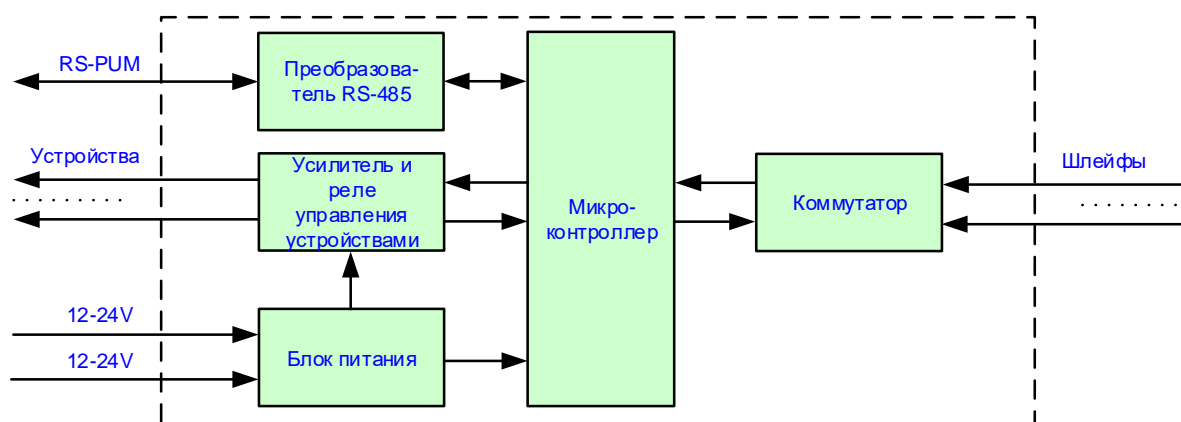 RS-PUM
Преобразова-
тель RS-485
Устройства
. . . . . . . . .
Усилитель и
реле
управления
устройствами
Микро-
контроллер
Коммутатор
Шлейфы
. . . . . . . .
12-24V
12-24V
Блок питания